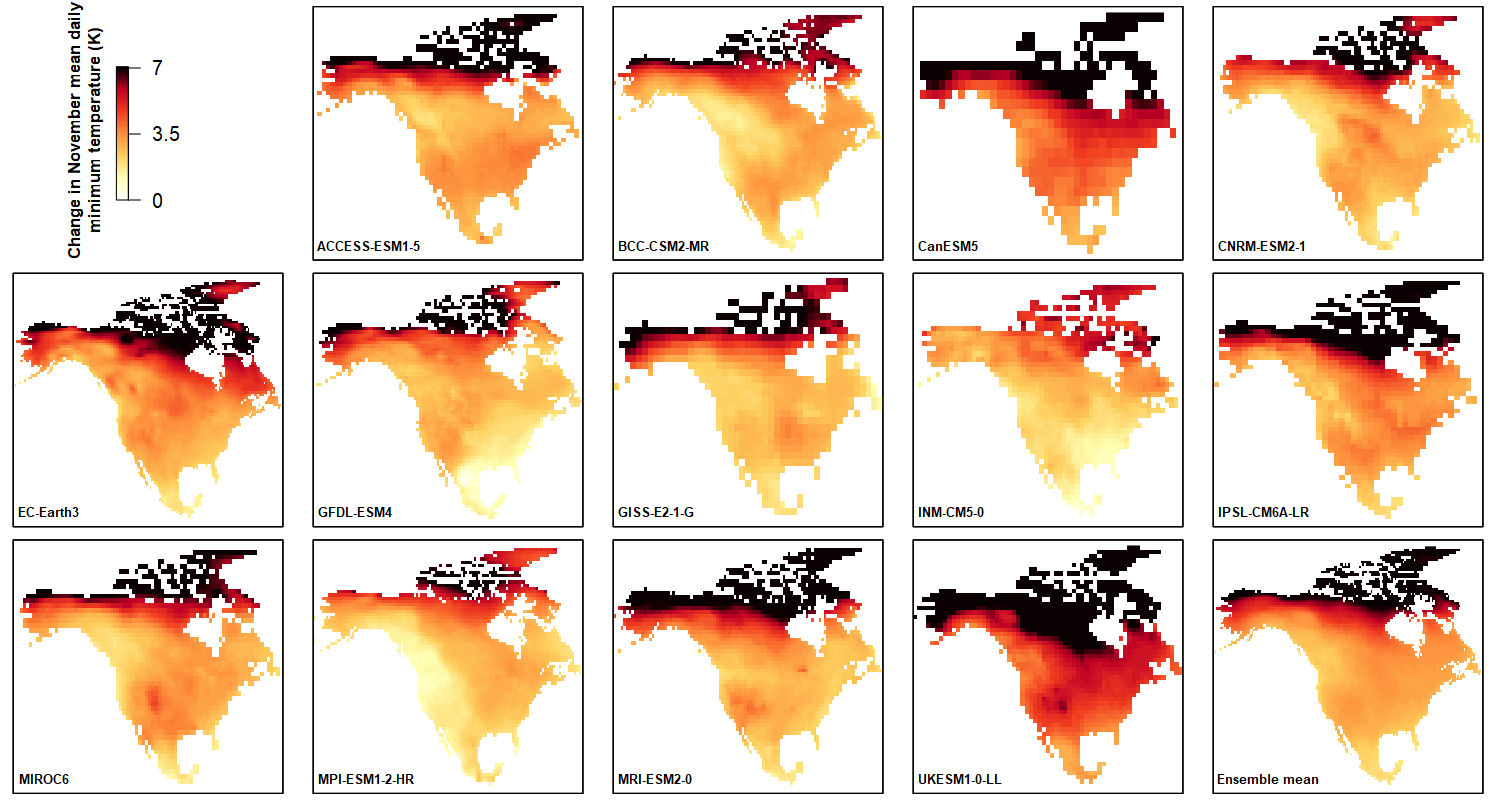 Change in November mean daily
minimum temperature (K)
7
3.5
0
ACCESS-ESM1-5
BCC-CSM2-MR
CanESM5
CNRM-ESM2-1
EC-Earth3
GFDL-ESM4
GISS-E2-1-G
INM-CM5-0
IPSL-CM6A-LR
MIROC6
MPI-ESM1-2-HR
MRI-ESM2-0
UKESM1-0-LL
Ensemble mean